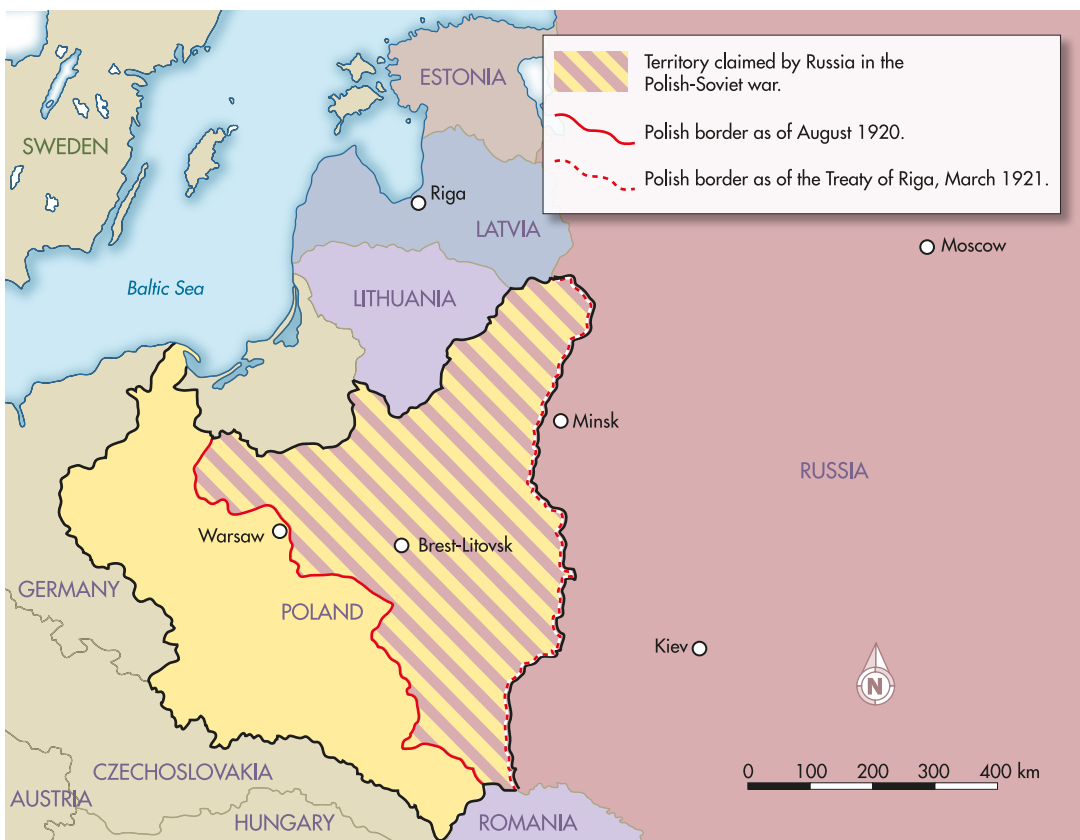 Territory claimed by Russia in the
Polish-Soviet war.
Polish border as of August 1920.
Polish border as of the Treaty of Riga, March 1921.
ESTONIA
SWEDEN
Riga
LATVIA
Moscow
Baltic Sea
LITHUANIA
Minsk
RUSSIA
Warsaw
Brest-Litovsk
GERMANY
POLAND
Kiev
N
CZECHOSLOVAKIA
AUSTRIA
HUNGARY
ROMANIA
0 100 200 300 400 km